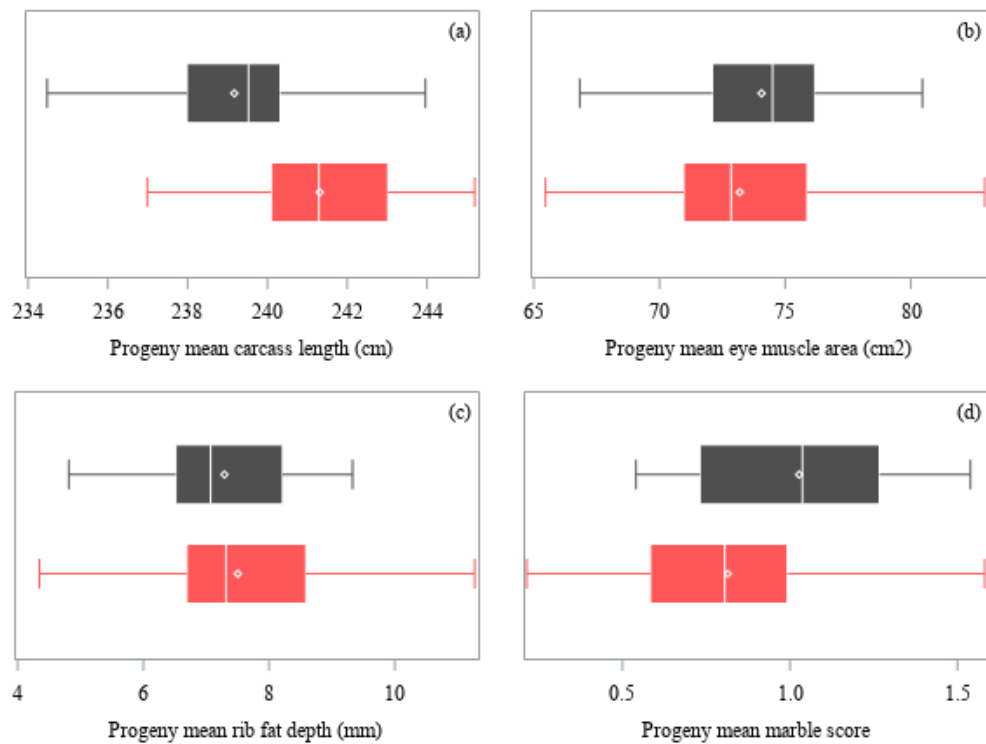 (a)
234 236 238 240 242 244
Progeny mean carcass length (cm)
(b)
65 70 75 80
Progeny mean eye muscle area (cm2)
(c)
4 6 8 10
Progeny mean rib fat depth (mm)
(d)
0.5 1.0 1.5
Progeny mean marble score